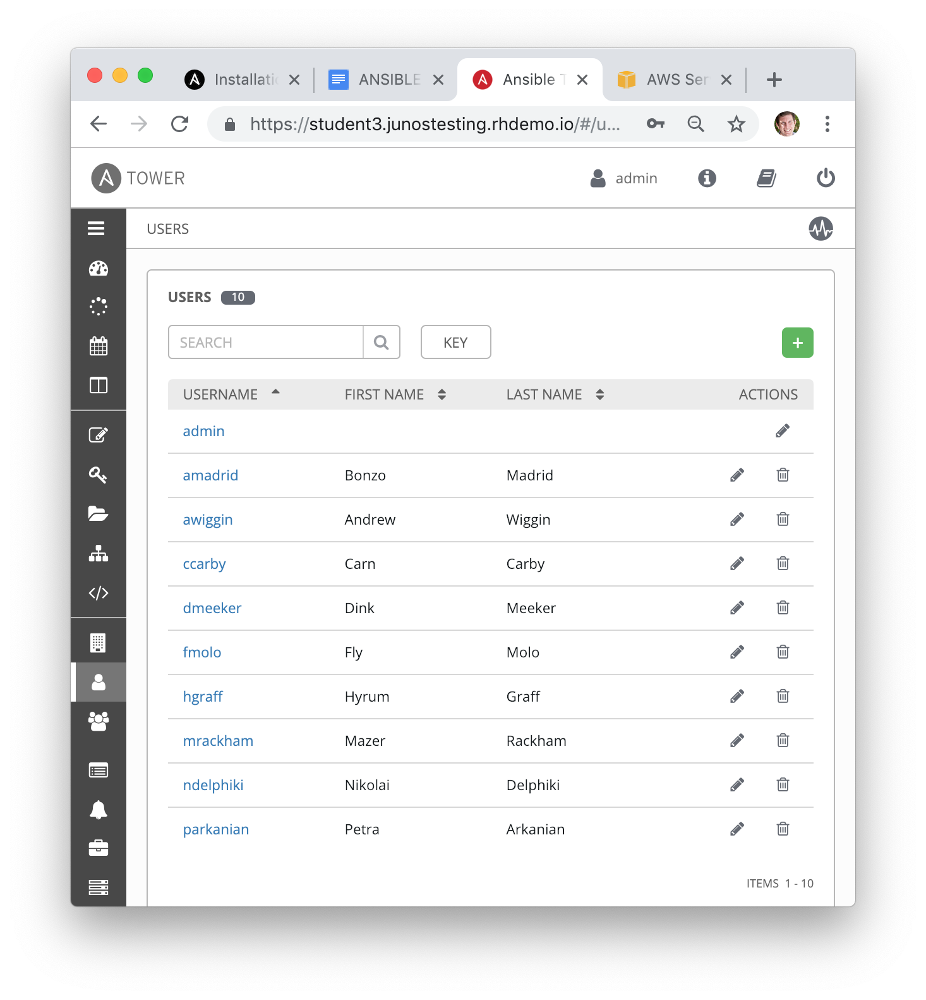 Installatio ANSIBLE Ansible T AWS Ser
https://student3.junostesting.rhdemo.io/#/u...
TOWER admin
USERS
USERS 10
SEARCH KEY +
USERNAME FIRST NAME LAST NAME ACTIONS
admin
amadrid Bonzo Madrid
awiggin Andrew Wiggin
ccarby Carn Carby
dmeeker Dink Meeker
fmolo Fly Molo
hgraff Hyrum Graff
mrackham Mazer Rackham
ndelphiki Nikolai Delphiki
parkanian Petra Arkanian
ITEMS 1 - 10